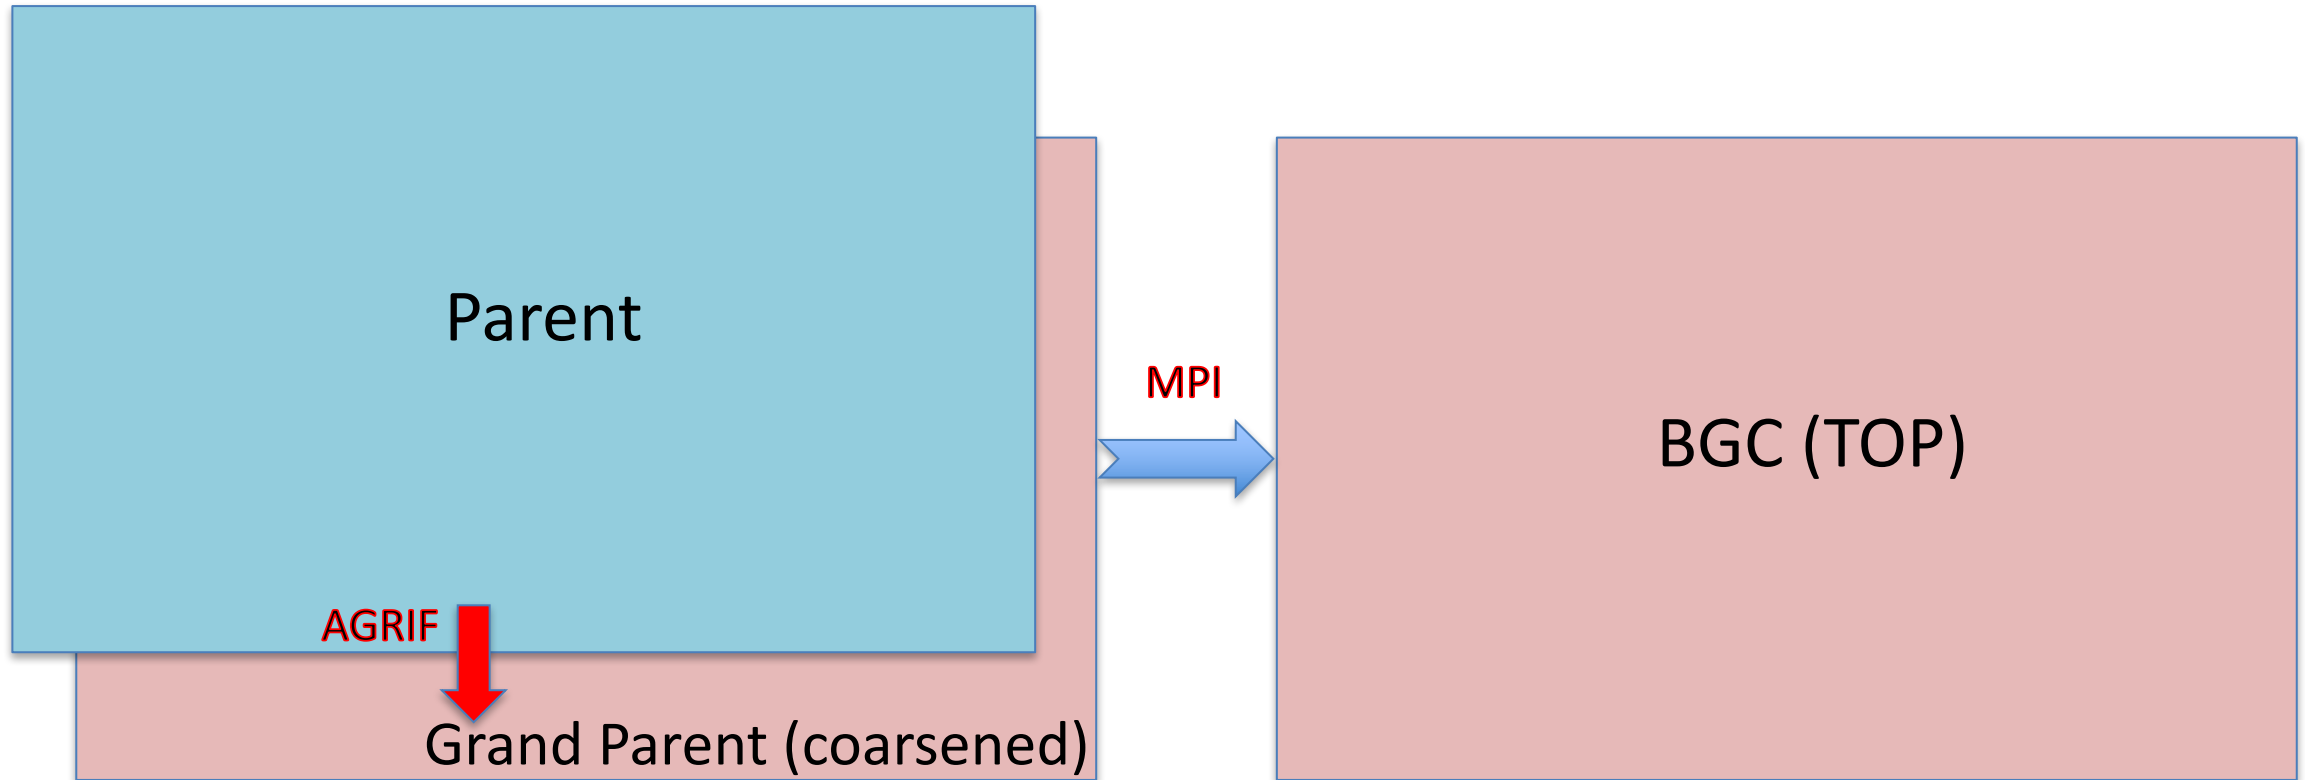 Parent
MPI
BGC (TOP)
AGRIF
Grand Parent (coarsened)